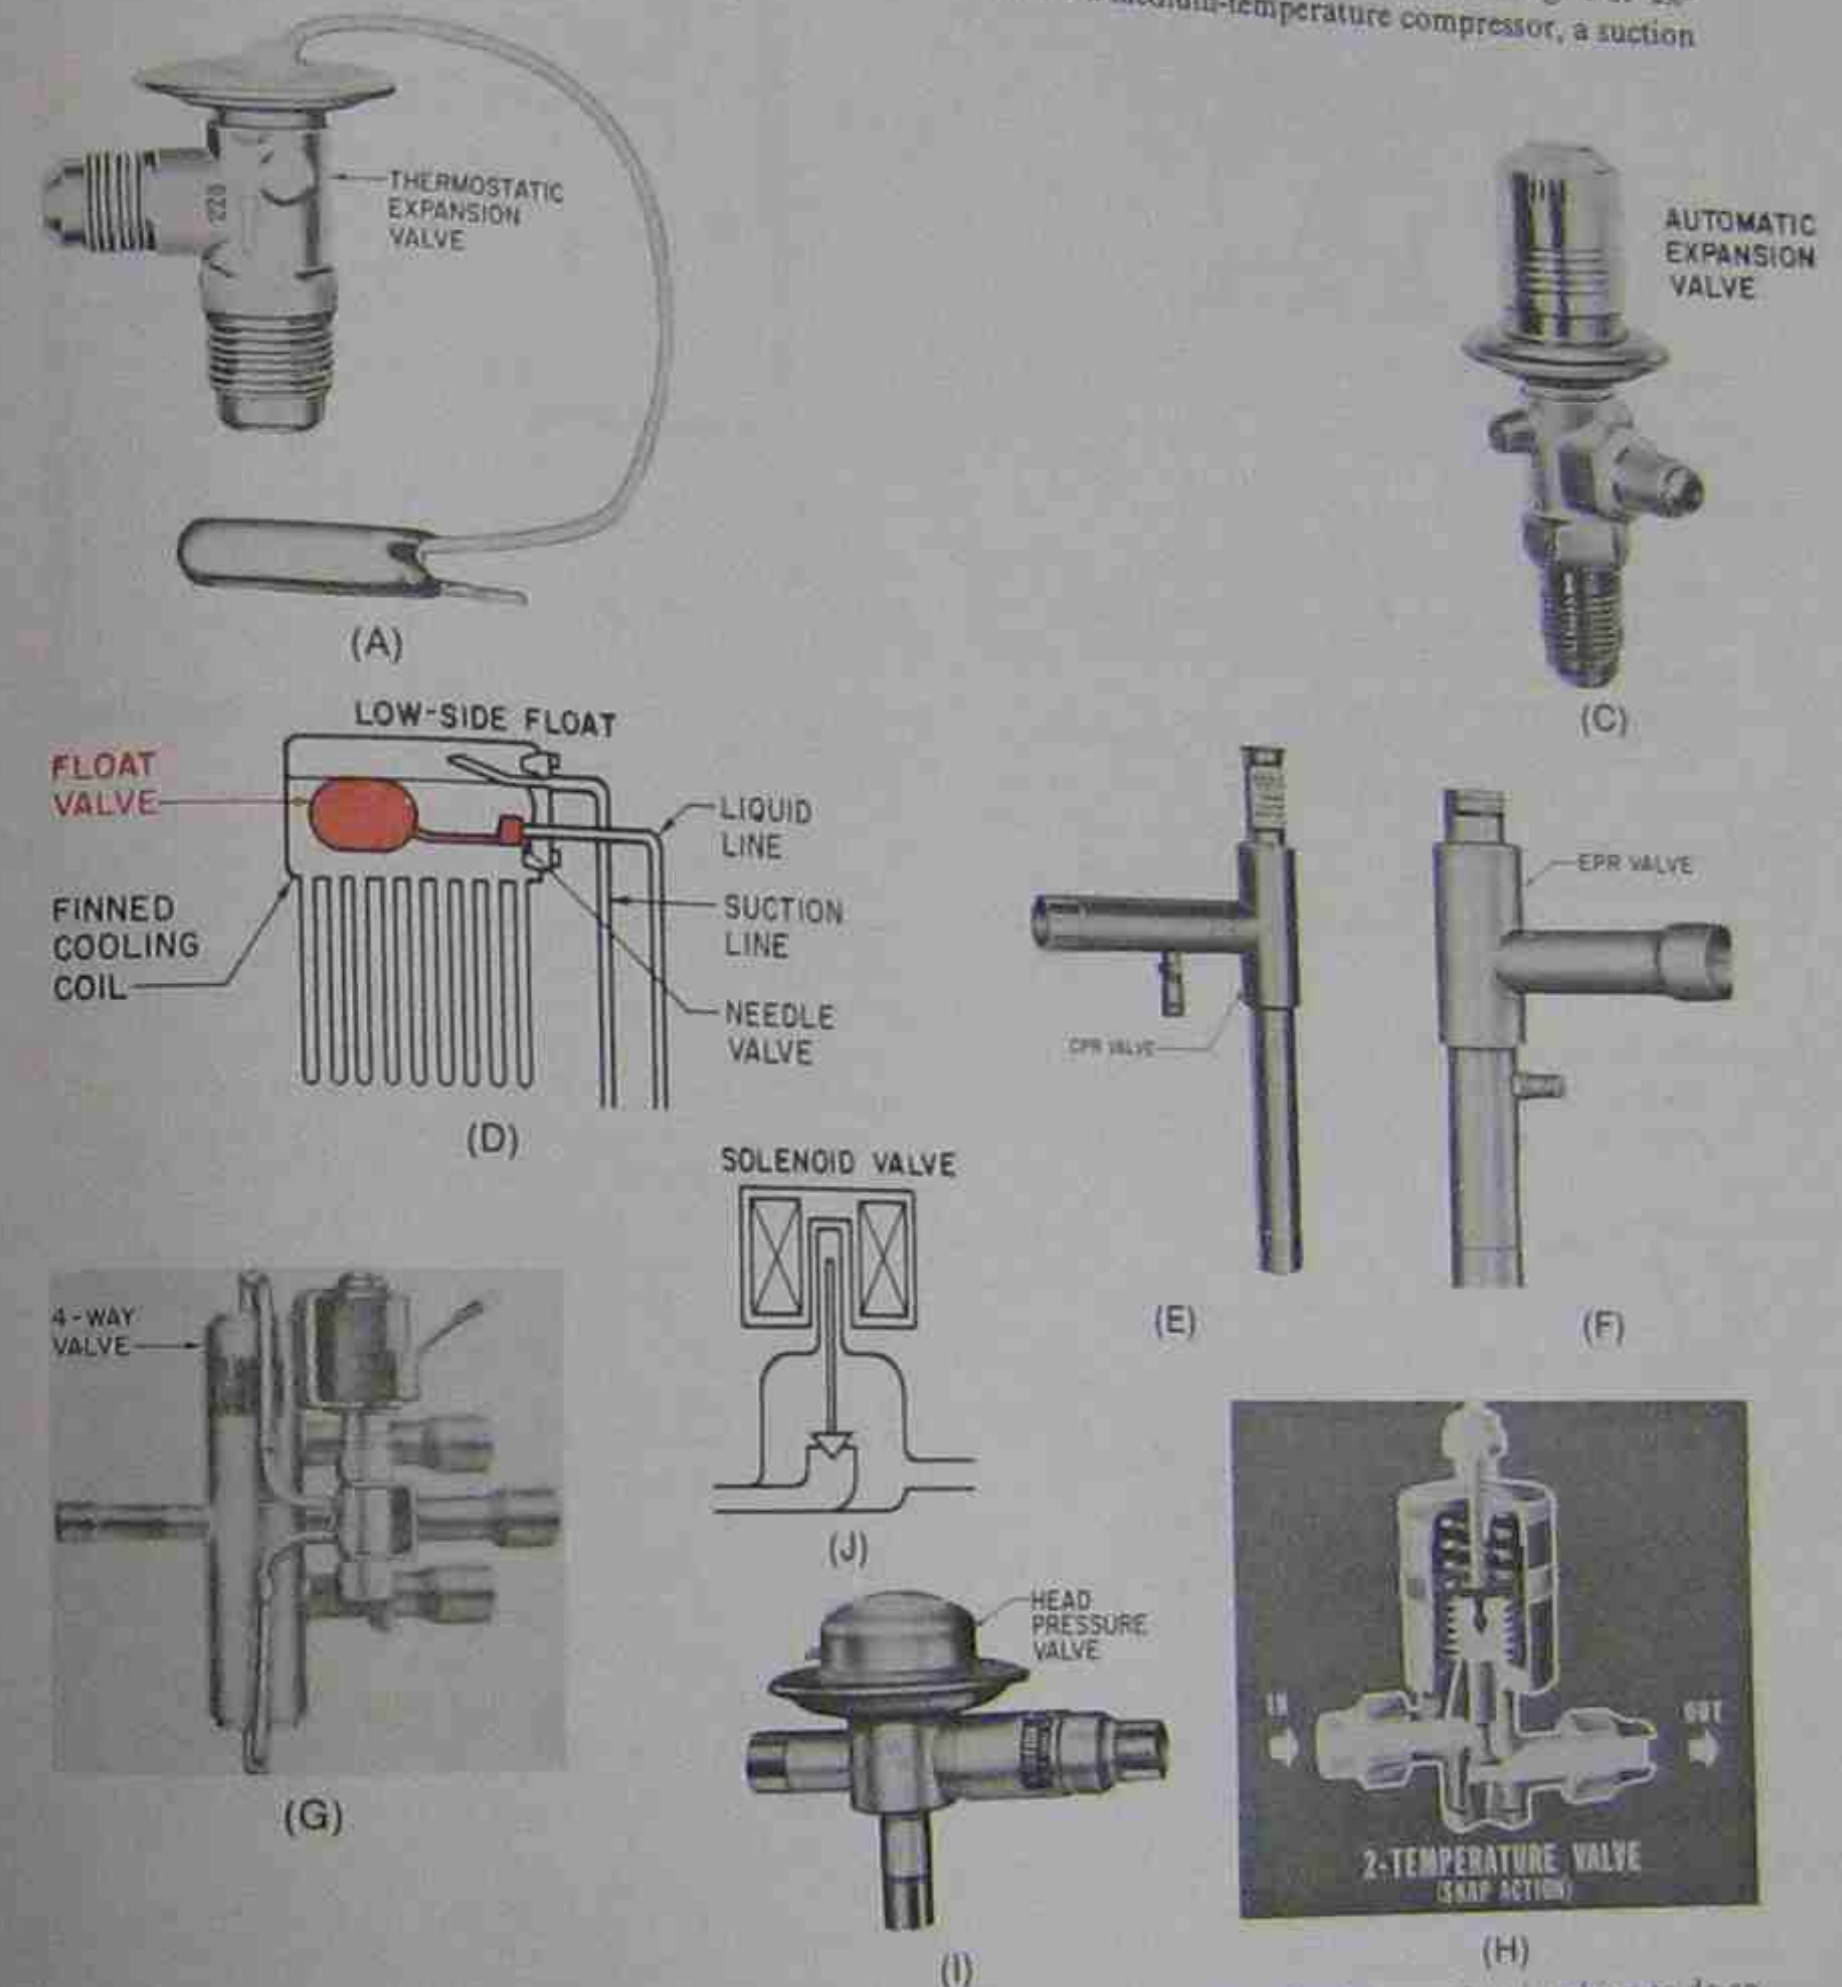 medium-temperature compressor, a suction
THERMOSTATIC
EXPANSION
VALVE
228
(A)
AUTOMATIC
EXPANSION
VALVE
(C)
LOW-SIDE FLOAT
FLOAT
VALVE
LIQUID
LINE
FINNED
COOLING
COIL
SUCTION
LINE
NEEDLE
VALVE
(D)
CPR VALVE
(E)
EPR VALVE
(F)
4-WAY
VALVE
(G)
SOLENOID VALVE
(J)
HEAD
PRESSURE
VALVE
(I)
IN
OUT
2-TEMPERATURE VALVE
(SNAP ACTION)
(H)